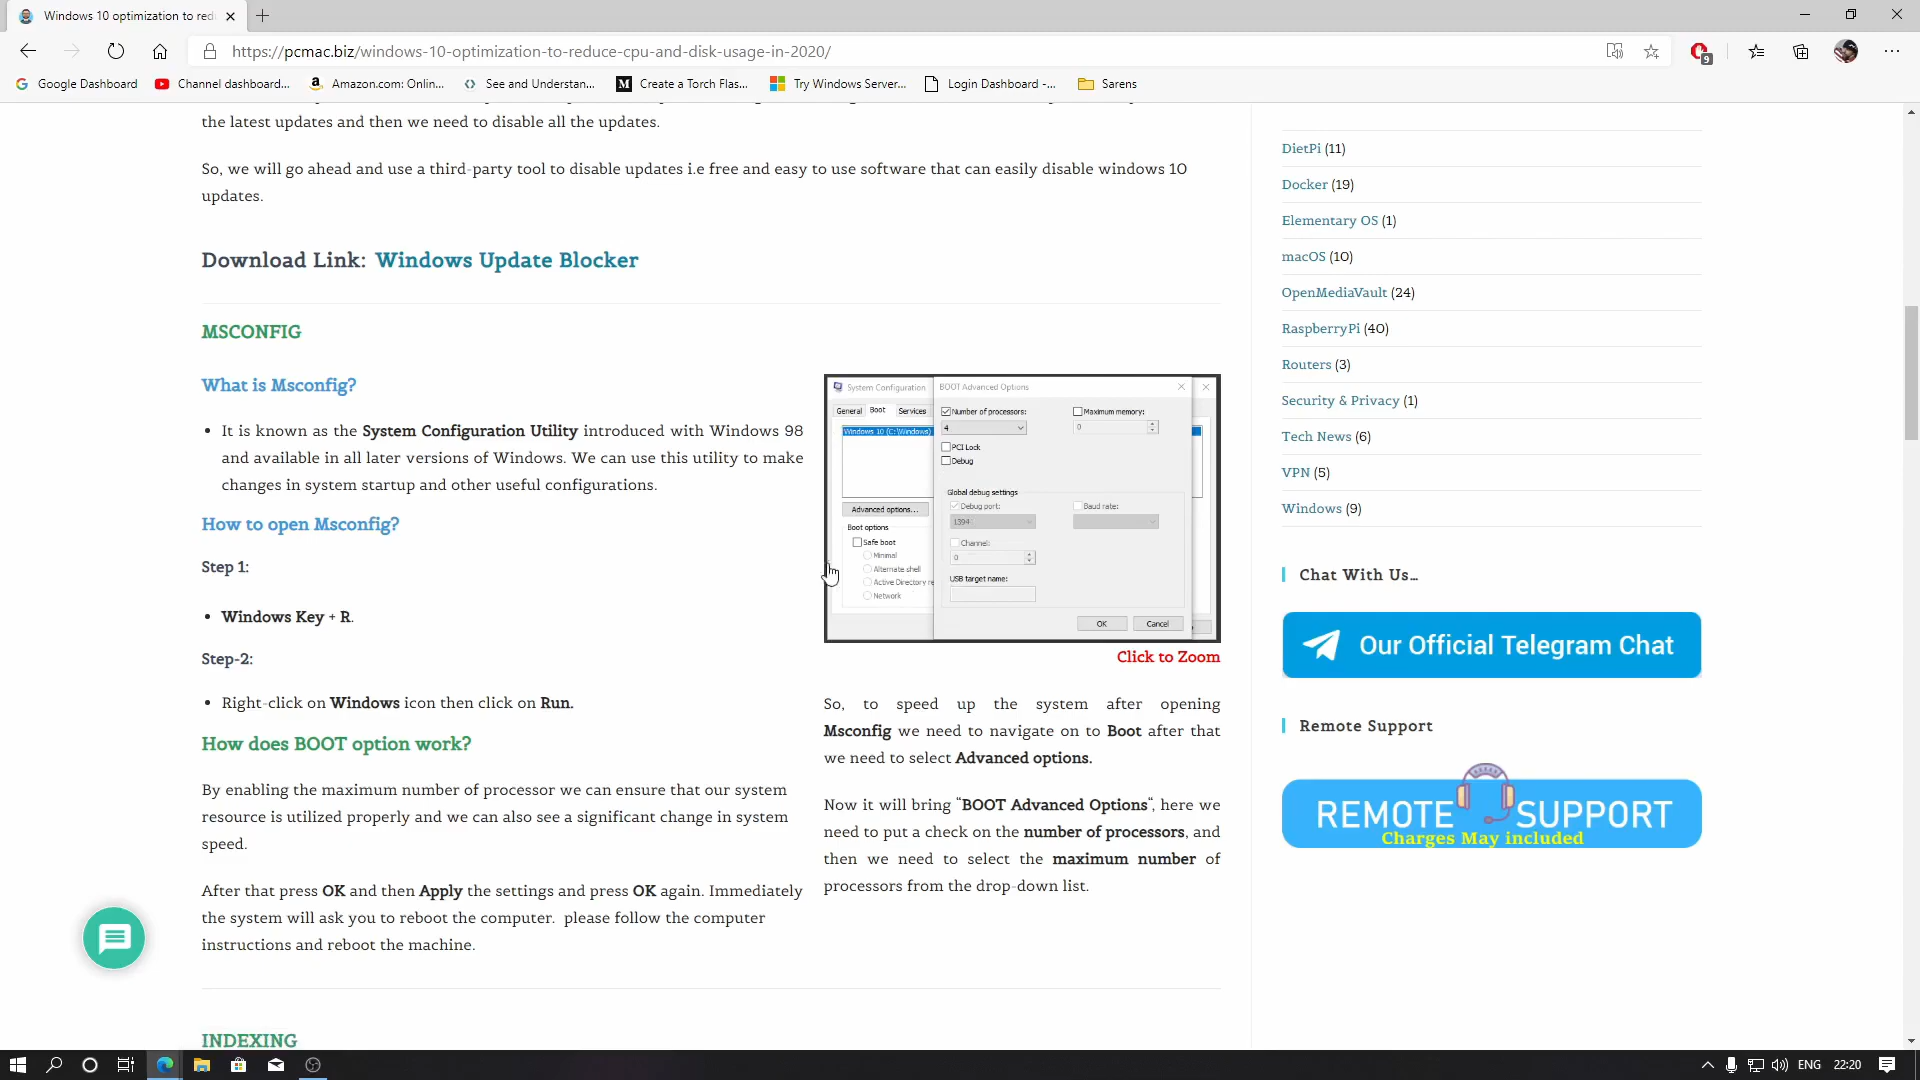 Windows 10 optimization to red
https://pcmac.biz/windows-10-optimization-to-reduce-cpu-and-disk-usage-in-2020/
9
Google Dashboard
Channel dashboard...
Amazon.com: Onlin...
See and Understan...
Create a Torch Flas...
Try Windows Server...
Login Dashboard -...
Sarens
the latest updates and then we need to disable all the updates.
So, we will go ahead and use a third-party tool to disable updates i.e free and easy to use software that can easily disable windows 10
updates.
Download Link: Windows Update Blocker
MSCONFIG
What is Msconfig?
• It is known as the System Configuration Utility introduced with Windows 98
and available in all later versions of Windows. We can use this utility to make
changes in system startup and other useful configurations.
How to open Msconfig?
Step 1:
• Windows Key + R.
Step-2:
• Right-click on Windows icon then click on Run.
How does BOOT option work?
By enabling the maximum number of processor we can ensure that our system
resource is utilized properly and we can also see a significant change in system
speed.
After that press OK and then Apply the settings and press OK again. Immediately
the system will ask you to reboot the computer. please follow the computer
instructions and reboot the machine.
System Configuration
BOOT Advanced Options
General
Boot
Services
Windows 10 (C:\Windows)
Advanced options...
Boot options
Safe boot
Minimal
Alternate shell
Active Directory re
Network
Number of processors:
4
PCI Lock
Debug
Maximum memory:
0
Global debug settings
Debug port:
1394
Baud rate:
Channel:
0
USB target name:
OK
Cancel
Click to Zoom
So, to speed up the system after opening
Msconfig we need to navigate on to Boot after that
we need to select Advanced options.
Now it will bring “BOOT Advanced Options“, here we
need to put a check on the number of processors, and
then we need to select the maximum number of
processors from the drop-down list.
INDEXING
DietPi (11)
Docker (19)
Elementary OS (1)
macOS (10)
OpenMediaVault (24)
RaspberryPi (40)
Routers (3)
Security & Privacy (1)
Tech News (6)
VPN (5)
Windows (9)
Chat With Us…
Our Official Telegram Chat
Remote Support
REMOTE SUPPORT
Charges May included
ENG
22:20